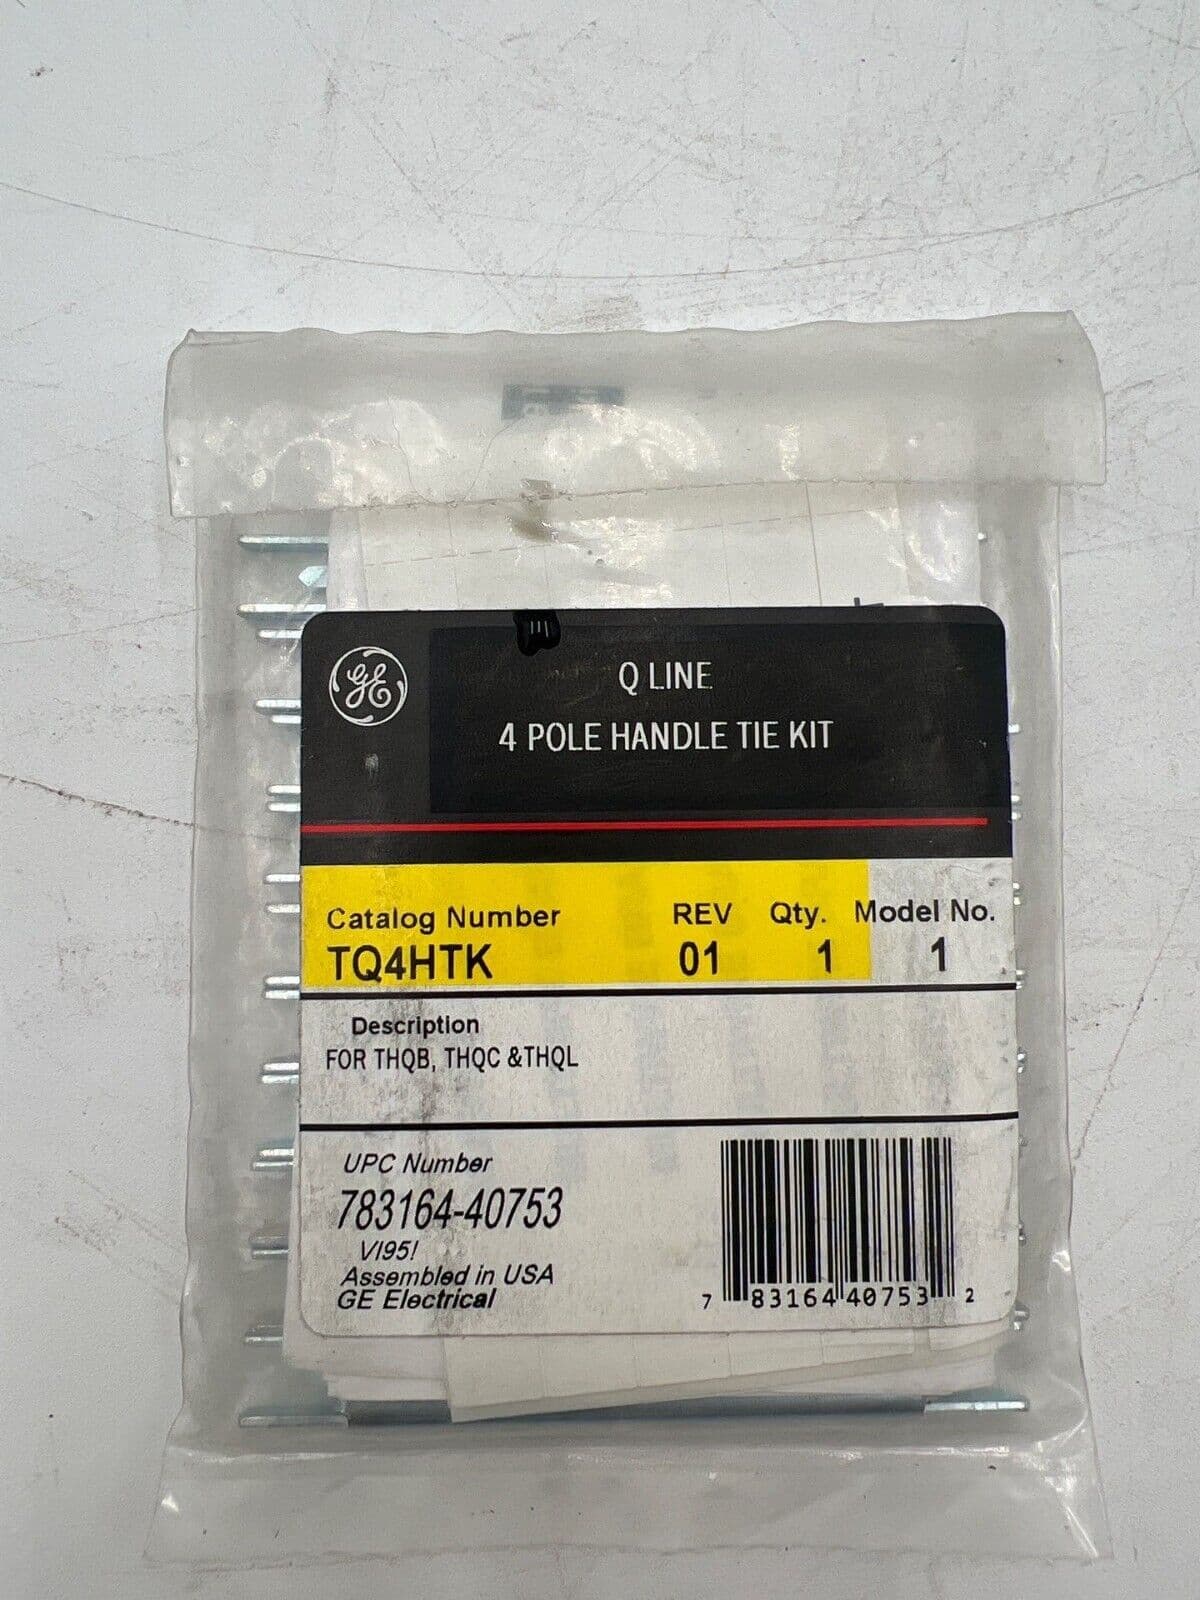 GE
Q LINE
4 POLE HANDLE TIE KIT
Catalog Number REV Qty. Model No.
TQ4HTK 01 1 1
Description
FOR THQB, THQC &THQL
UPC Number
783164-40753
VI95!
Assembled in USA
GE Electrical
7 83164 40753 2